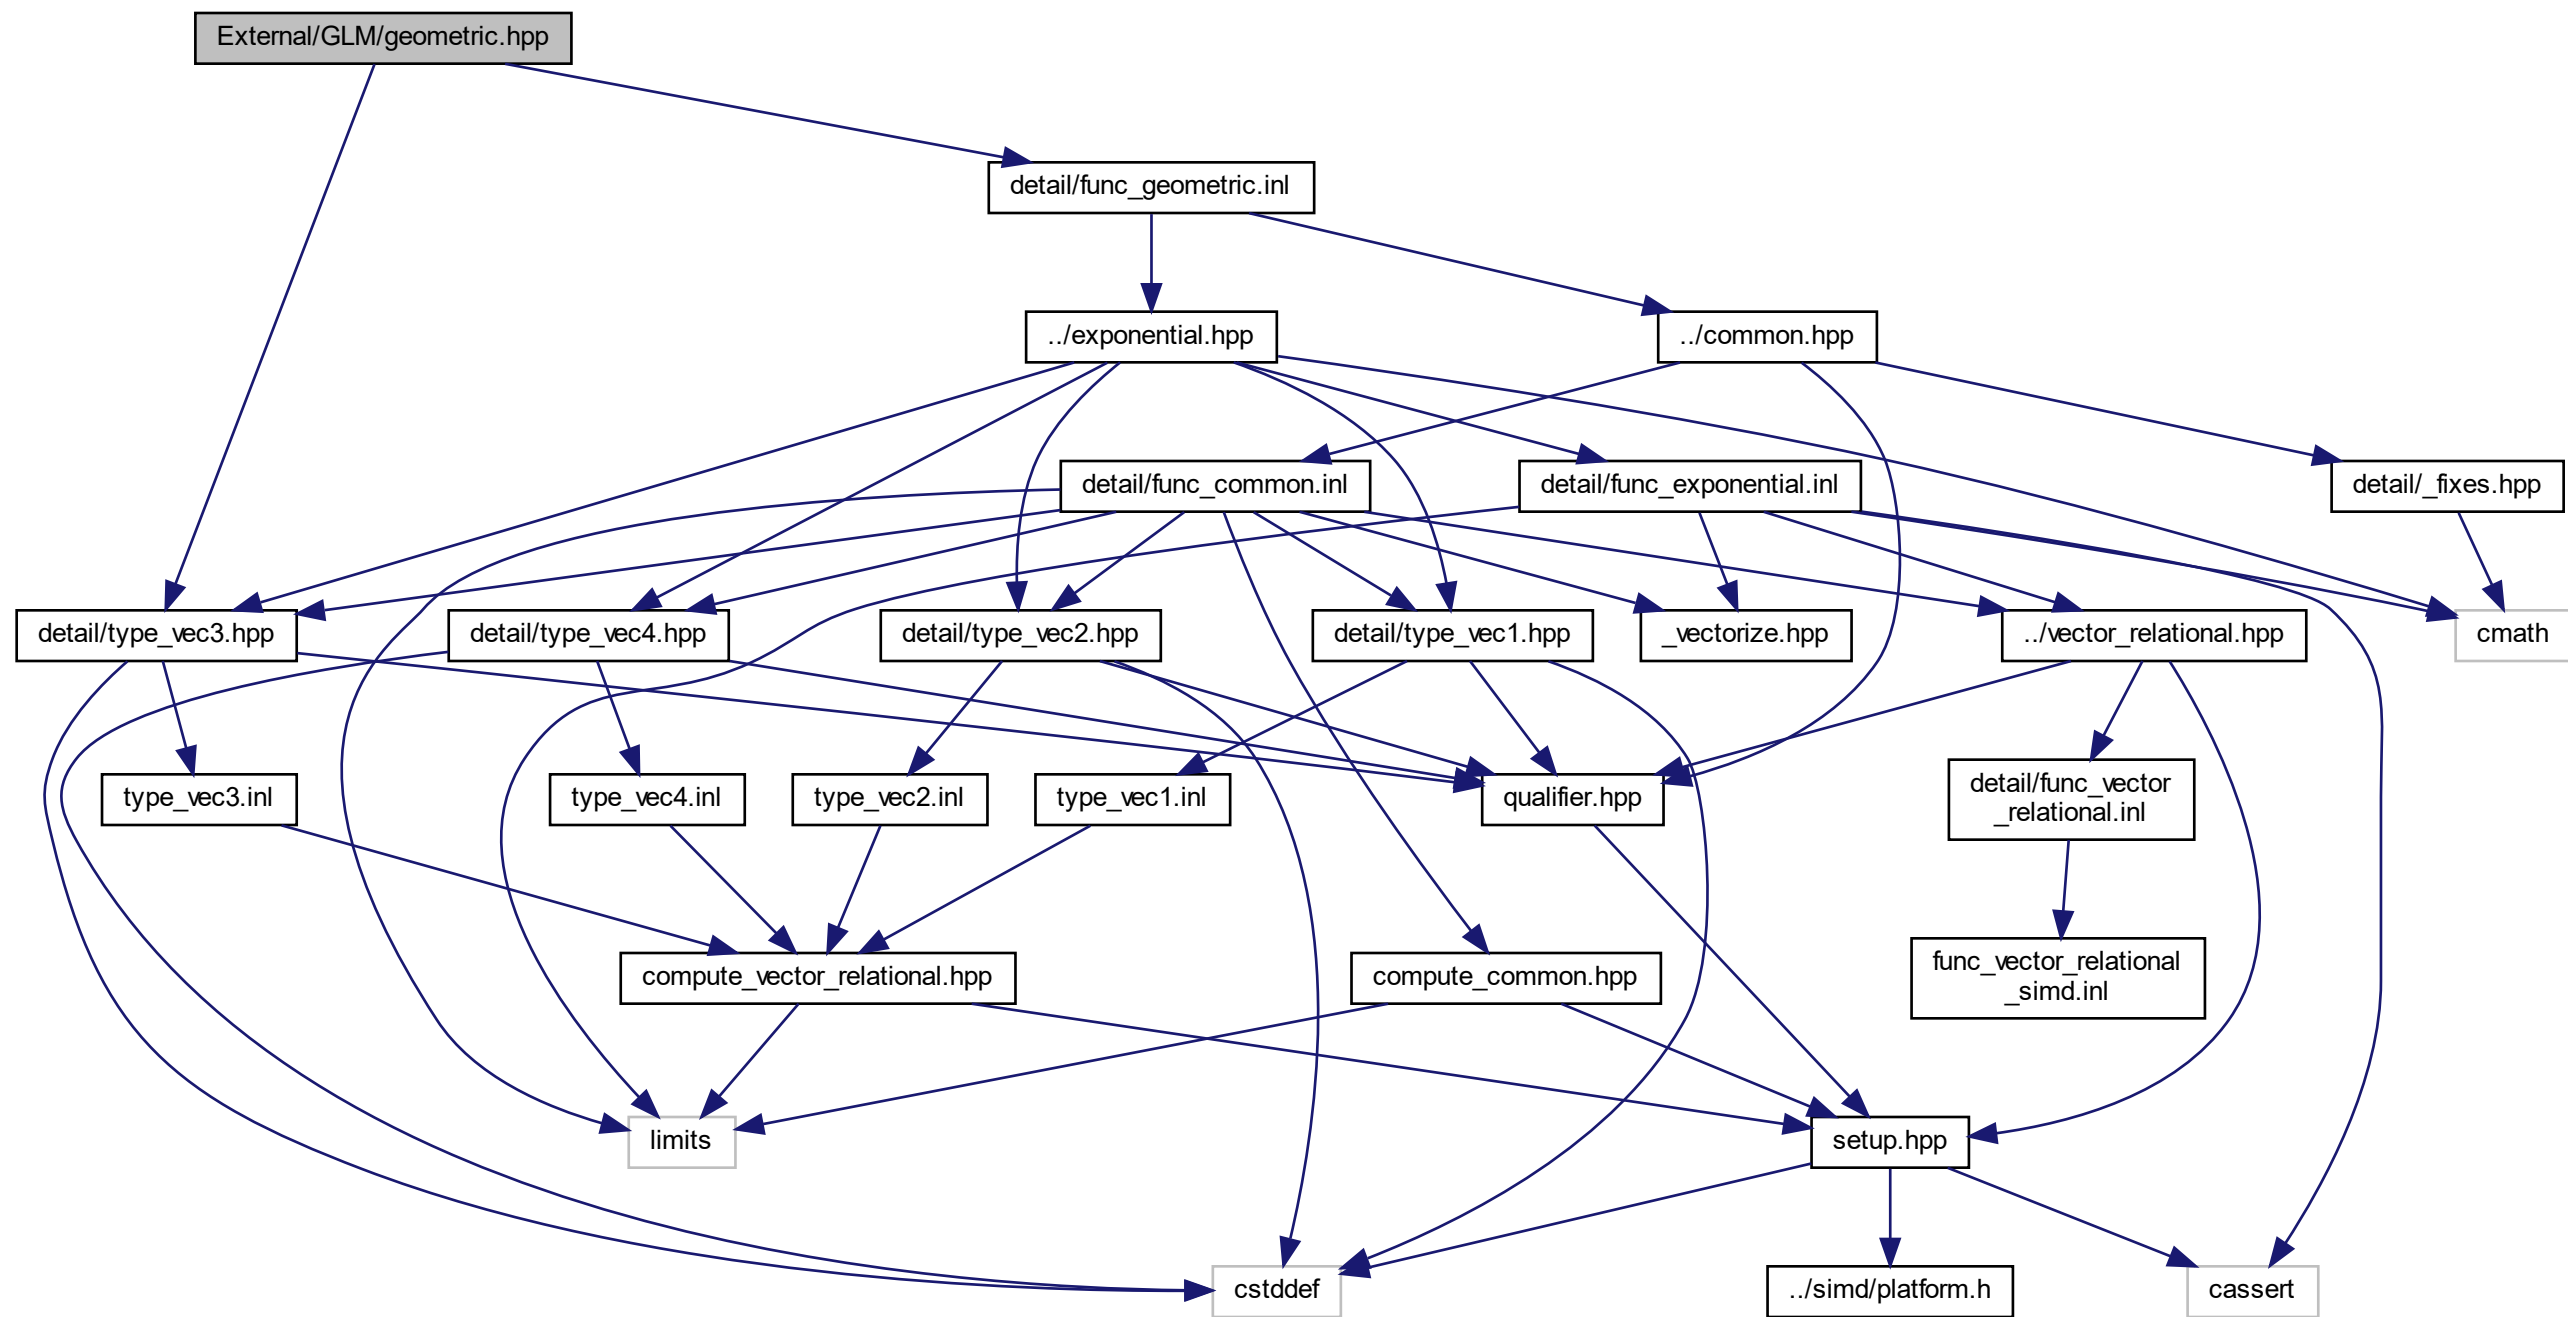 External/GLM/geometric.hpp
detail/func_geometric.inl
../exponential.hpp
../common.hpp
detail/func_common.inl
detail/func_exponential.inl
detail/_fixes.hpp
detail/type_vec3.hpp
detail/type_vec4.hpp
detail/type_vec2.hpp
detail/type_vec1.hpp
_vectorize.hpp
../vector_relational.hpp
cmath
type_vec3.inl
type_vec4.inl
type_vec2.inl
type_vec1.inl
qualifier.hpp
detail/func_vector
_relational.inl
compute_vector_relational.hpp
compute_common.hpp
func_vector_relational
_simd.inl
limits
setup.hpp
cstddef
../simd/platform.h
cassert